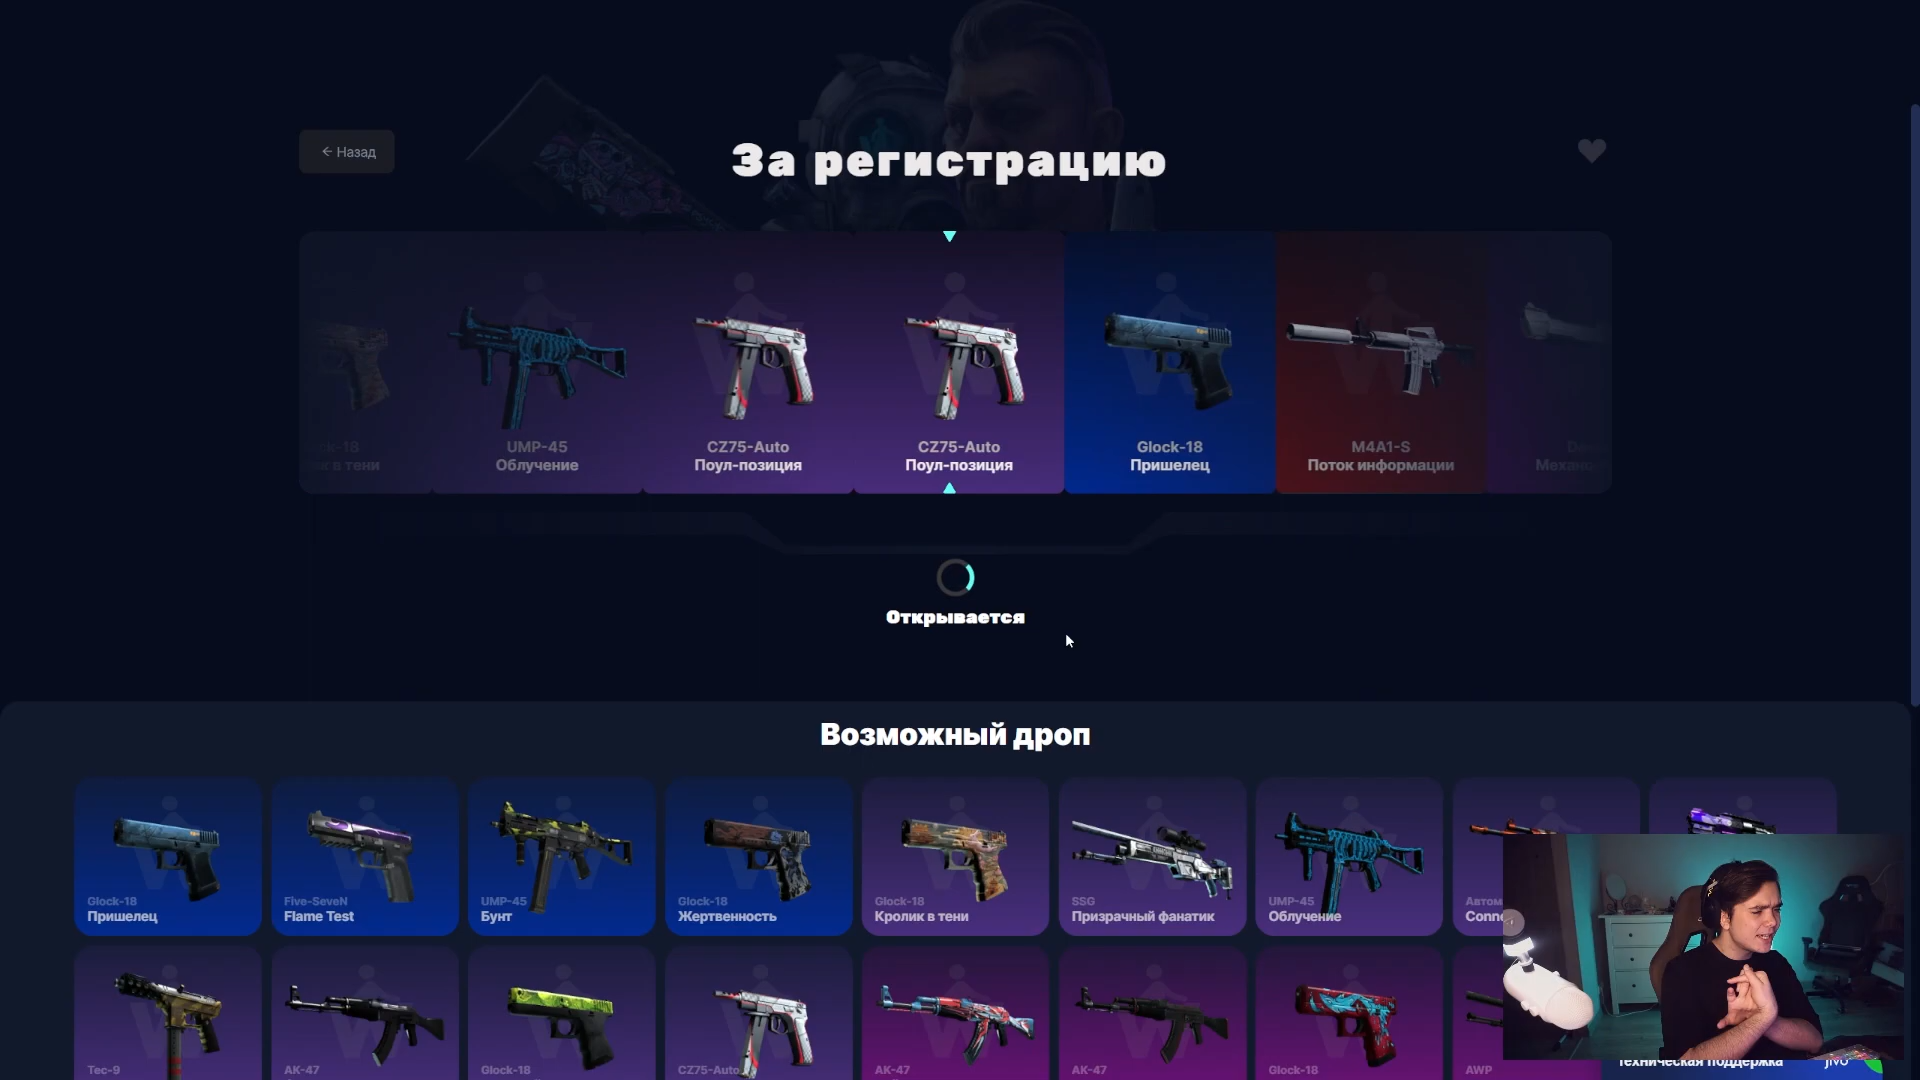 ← Назад
За регистрацию
UMP-45
Облучение
CZ75-Auto
Поул-позиция
CZ75-Auto
Поул-позиция
Glock-18
Пришелец
M4A1-S
Поток информации
Открывается
Возможный дроп
Glock-18
Пришелец
Five-SeveN
Flame Test
UMP-45
Бунт
Glock-18
Жертвенность
Glock-18
Кролик в тени
SSG
Призрачный фанатик
UMP-45
Облучение
Tec-9
AK-47
Glock-18
CZ75-Auto
AK-47
AK-47
Glock-18
AWP
Техническая поддержка
jivo